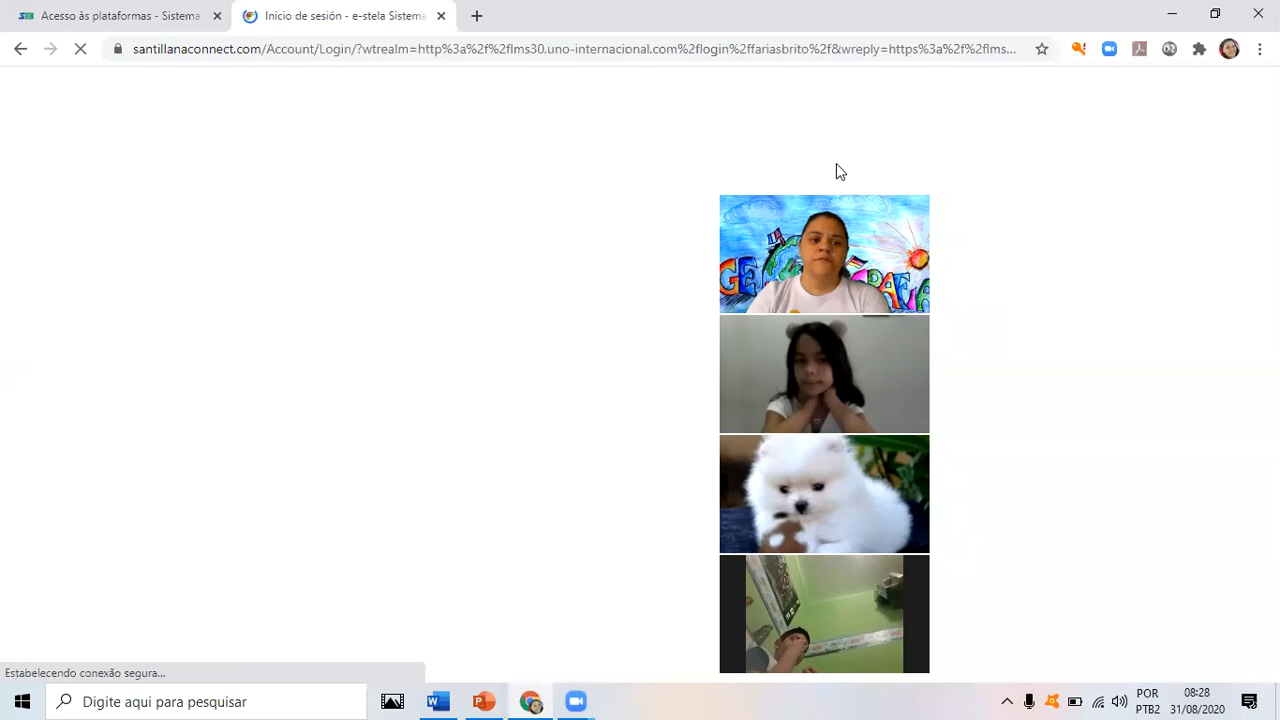 Acesso às plataformas - Sistema
Inicio de sesión - e-stela Sistema
santillanaconnect.com/Account/Login/?wtrealm=http%3a%2f%2flms30.uno-internacional.com%2flogin%2ffariasbrito%2f&wreply=https%3a%2f%2flms...
GE
GRAFIA
Estabelecendo conexão segura...
Digite aqui para pesquisar
POR
PTB2
08:28
31/08/2020